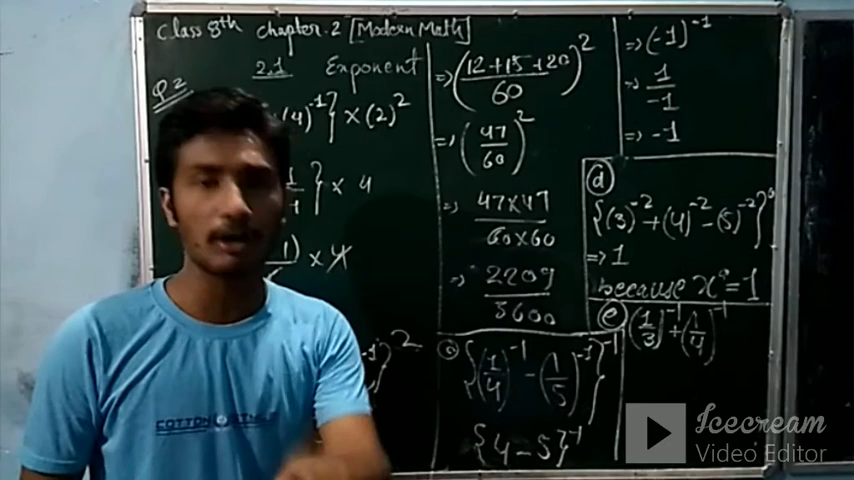 Class 8th chapter-2 [Modern Math]
2.1 Exponent
Q2
(4)⁻¹} × (2)²
} × 4
1) × 4
}²
=> (12+15+20/60)²
=> (47/60)²
=> 47×47/60×60
=> 2209/3600
{(1/4)⁻¹ - (1/5)⁻¹}⁻¹
{4-5}⁻¹
=> (-1)⁻¹
=> 1/-1
=> -1
(d)
{(3)⁻² + (4)⁻² - (5)⁻²}⁰
=> 1
because x⁰ = 1
(e) (1/3)⁻¹ + (1/4)⁻¹
COTTON
Icecream
Video Editor